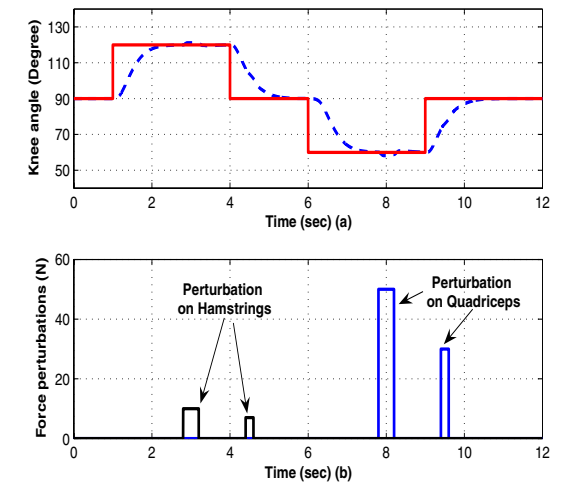 130
110
90
70
50
Knee angle (Degree)
0 2 4 6 8 10 12
Time (sec) (a)
60
40
20
0
Force perturbations (N)
Perturbation
on Hamstrings
Perturbation
on Quadriceps
0 2 4 6 8 10 12
Time (sec) (b)